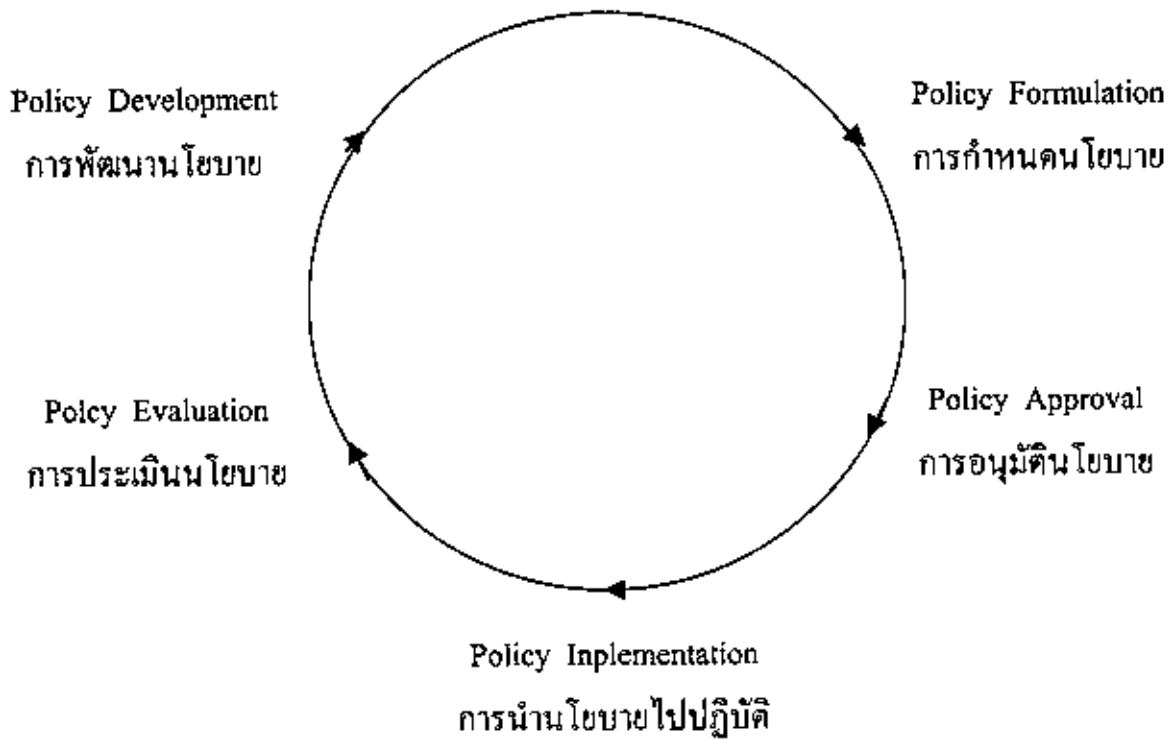 Policy Development
การพัฒนานโยบาย
Policy Formulation
การกำหนดนโยบาย
Polcy Evaluation
การประเมินนโยบาย
Policy Approval
การอนุมัตินโยบาย
Policy Inplementation
การนำนโยบายไปปฏิบัติ